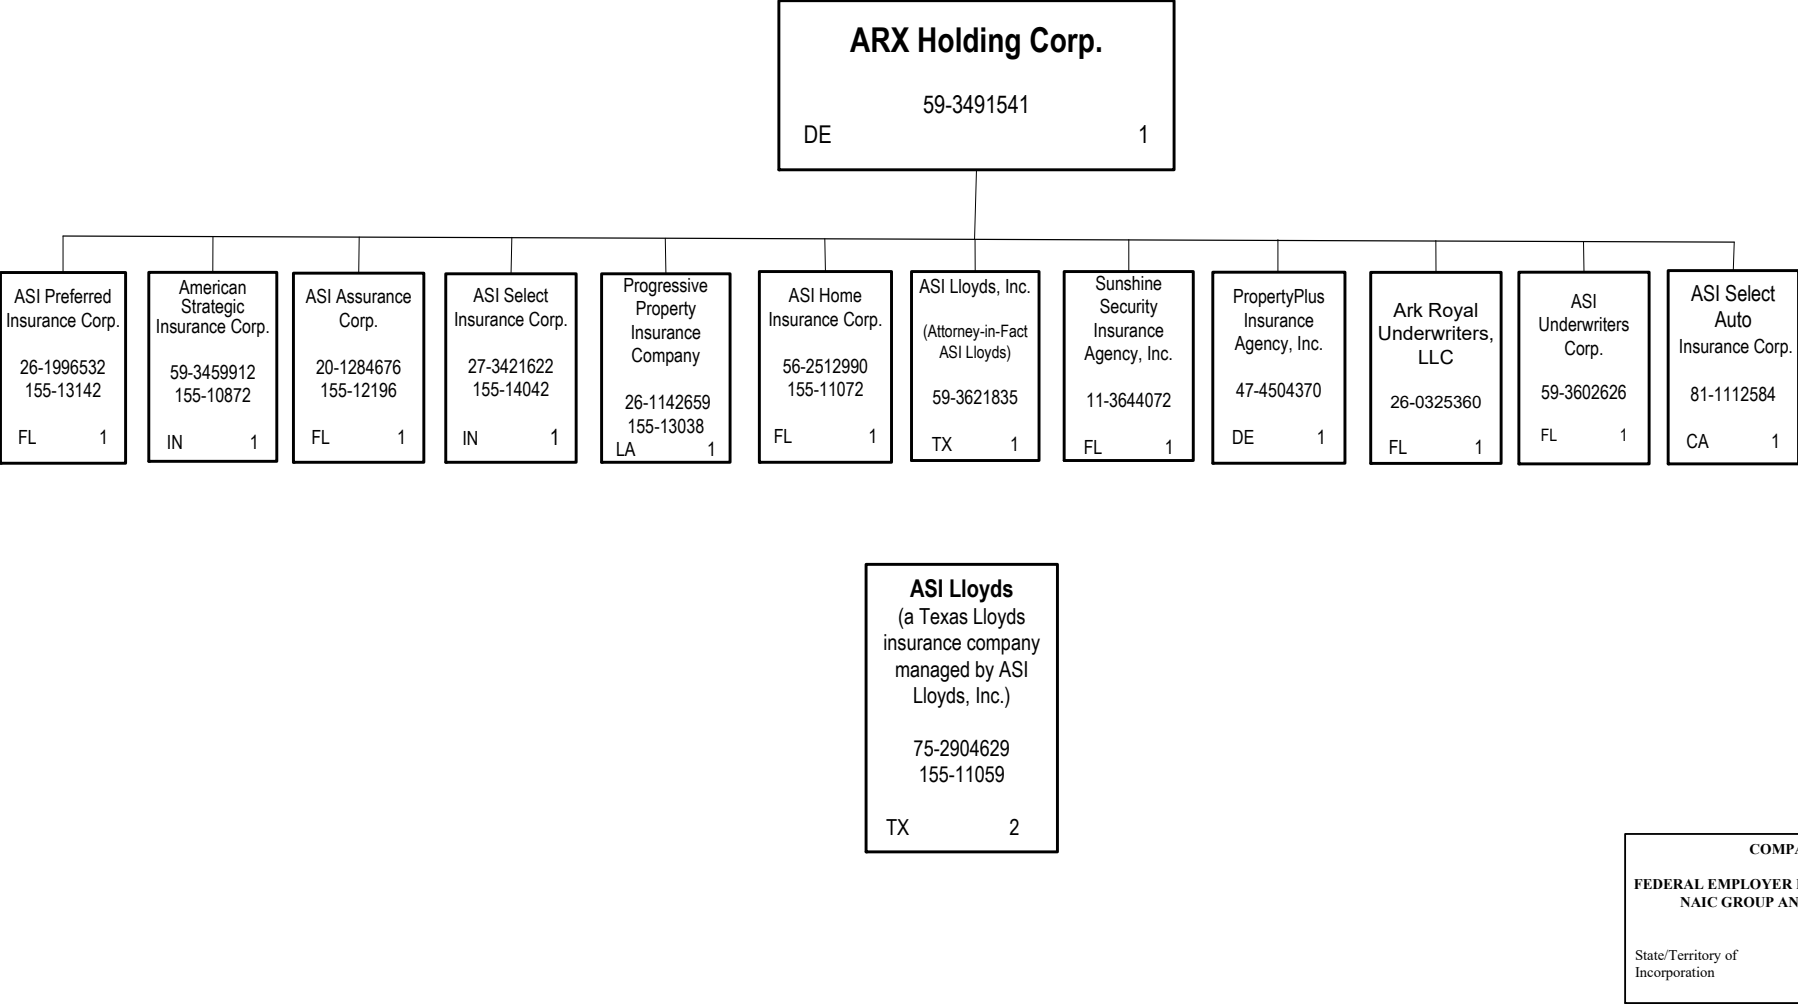 ARX Holding Corp.
59-3491541
DE 1
ASI Preferred
Insurance Corp.
26-1996532
155-13142
FL 1
American
Strategic
Insurance Corp.
59-3459912
155-10872
IN 1
ASI Assurance
Corp.
20-1284676
155-12196
FL 1
ASI Select
Insurance Corp.
27-3421622
155-14042
IN 1
Progressive
Property
Insurance
Company
26-1142659
155-13038
LA 1
ASI Home
Insurance Corp.
56-2512990
155-11072
FL 1
ASI Lloyds, Inc.
(Attorney-in-Fact
ASI Lloyds)
59-3621835
TX 1
Sunshine
Security
Insurance
Agency, Inc.
11-3644072
FL 1
PropertyPlus
Insurance
Agency, Inc.
47-4504370
DE 1
Ark Royal
Underwriters,
LLC
26-0325360
FL 1
ASI
Underwriters
Corp.
59-3602626
FL 1
ASI Select
Auto
Insurance Corp.
81-1112584
CA 1
ASI Lloyds
(a Texas Lloyds
insurance company
managed by ASI
Lloyds, Inc.)
75-2904629
155-11059
TX 2
FEDERAL EMPLOYER
NAIC GROUP
State/Territory of
Incorporation